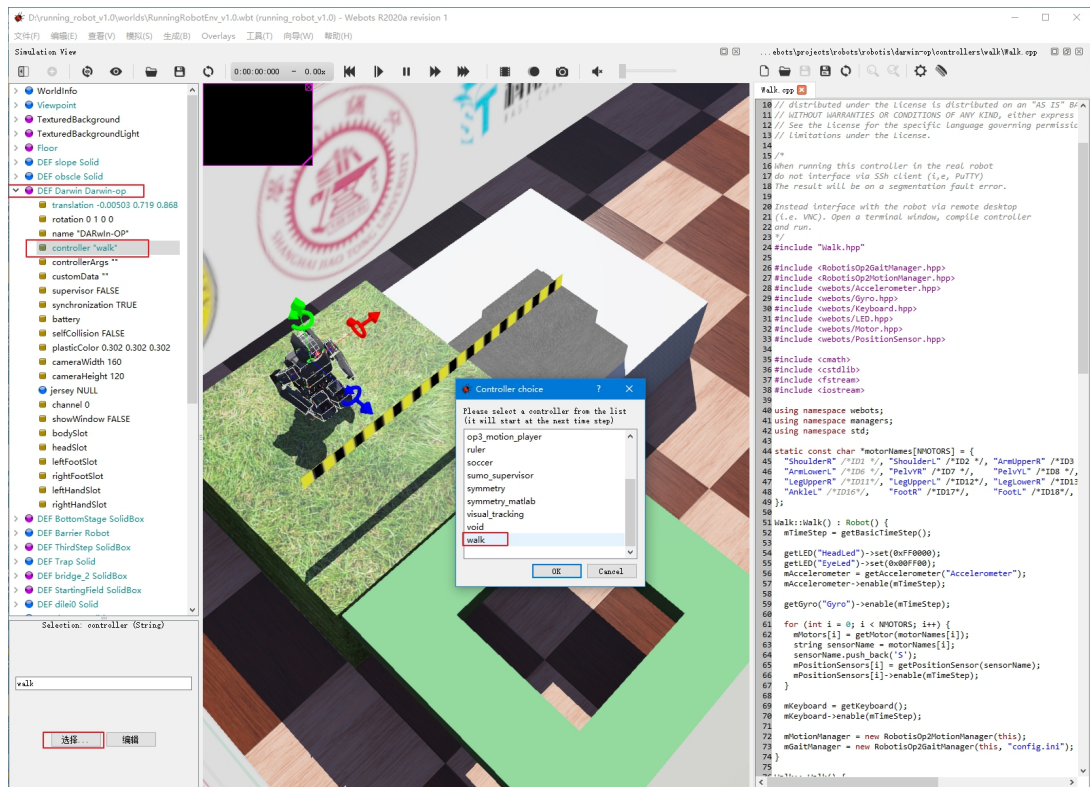 D:\running_robot_v1.0\worlds\RunningRobotEnv_v1.0.wbt (running_robot_v1.0) - Webots R2020a revision 1
文件(F) 编辑(E) 查看(V) 模拟(S) 生成(B) Overlays 工具(T) 向导(W) 帮助(H)
Simulation View
0:00:00:000 - 0.00x
WorldInfo
Viewpoint
TexturedBackground
TexturedBackgroundLight
Floor
DEF slope Solid
DEF obscle Solid
DEF Darwin Darwin-op
translation -0.00503 0.719 0.868
rotation 0 1 0 0
name "DARwIn-OP"
controller "walk"
controllerArgs ""
customData ""
supervisor FALSE
synchronization TRUE
battery
selfCollision FALSE
plasticColor 0.302 0.302 0.302
cameraWidth 160
cameraHeight 120
jersey NULL
channel 0
showWindow FALSE
bodySlot
headSlot
leftFootSlot
rightFootSlot
leftHandSlot
rightHandSlot
DEF BottomStage SolidBox
DEF Barrier Robot
DEF ThirdStep SolidBox
DEF Trap Solid
DEF bridge_2 SolidBox
DEF StartingField SolidBox
DEF dilei0 Solid
Selection: controller (String)
walk
选择... 编辑
SHANGHAI JIAO TONG UNIVERSITY
Controller choice ?
Please select a controller from the list
(it will start at the next time step)
op3_motion_player
ruler
soccer
sumo_supervisor
symmetry
symmetry_matlab
visual_tracking
void
walk
OK Cancel
...ebots\projects\robots\robotis\darwin-op\controllers\walk\Walk.cpp
Walk.cpp
10 // distributed under the License is distributed on an "AS IS" BA
11 // WITHOUT WARRANTIES OR CONDITIONS OF ANY KIND, either express
12 // See the License for the specific language governing permissic
13 // limitations under the License.
14
15 /*
16 When running this controller in the real robot
17 do not interface via SSh client (i,e, PuTTY)
18 The result will be on a segmentation fault error.
19
20 Instead interface with the robot via remote desktop
21 (i.e. VNC). Open a terminal window, compile controller
22 and run.
23 */
24 #include "Walk.hpp"
25
26 #include <RobotisOp2GaitManager.hpp>
27 #include <RobotisOp2MotionManager.hpp>
28 #include <webots/Accelerometer.hpp>
29 #include <webots/Gyro.hpp>
30 #include <webots/Keyboard.hpp>
31 #include <webots/LED.hpp>
32 #include <webots/Motor.hpp>
33 #include <webots/PositionSensor.hpp>
34
35 #include <cmath>
36 #include <cstdlib>
37 #include <fstream>
38 #include <iostream>
39
40 using namespace webots;
41 using namespace managers;
42 using namespace std;
43
44 static const char *motorNames[NMOTORS] = {
45 "ShoulderR" /*ID1 */, "ShoulderL" /*ID2 */, "ArmUpperR" /*ID3
46 "ArmLowerL" /*ID6 */, "PelvYR" /*ID7 */, "PelvYL" /*ID8 */,
47 "LegUpperR" /*ID11*/, "LegUpperL" /*ID12*/, "LegLowerR" /*ID13
48 "AnkleL" /*ID16*/, "FootR" /*ID17*/, "FootL" /*ID18*/,
49 };
50
51 Walk::Walk() : Robot() {
52 mTimeStep = getBasicTimeStep();
53
54 getLED("HeadLed")->set(0xFF0000);
55 getLED("EyeLed")->set(0x00FF00);
56 mAccelerometer = getAccelerometer("Accelerometer");
57 mAccelerometer->enable(mTimeStep);
58
59 getGyro("Gyro")->enable(mTimeStep);
60
61 for (int i = 0; i < NMOTORS; i++) {
62 mMotors[i] = getMotor(motorNames[i]);
63 string sensorName = motorNames[i];
64 sensorName.push_back('S');
65 mPositionSensors[i] = getPositionSensor(sensorName);
66 mPositionSensors[i]->enable(mTimeStep);
67 }
68
69 mKeyboard = getKeyboard();
70 mKeyboard->enable(mTimeStep);
71
72 mMotionManager = new RobotisOp2MotionManager(this);
73 mGaitManager = new RobotisOp2GaitManager(this, "config.ini");
74 }
75